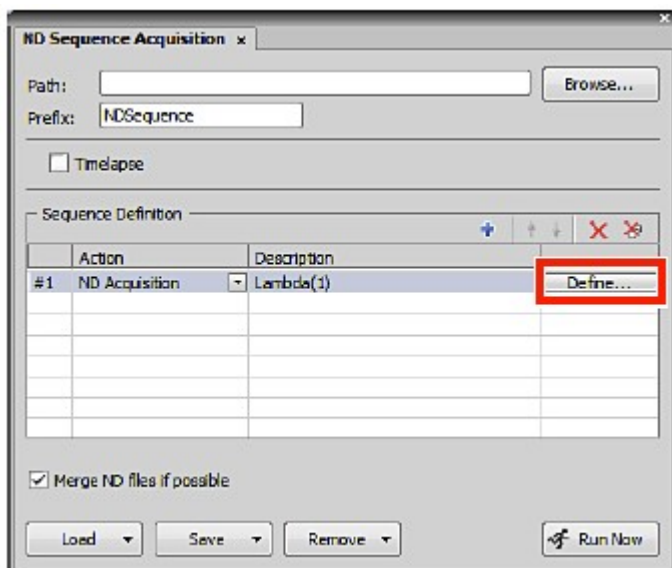 ND Sequence Acquisition x
Path: Browse...
Prefix: NDSequence
Timelapse
Sequence Definition
Action Description
#1 ND Acquisition Lambda(1) Define...
Merge ND files if possible
Load Save Remove Run Now